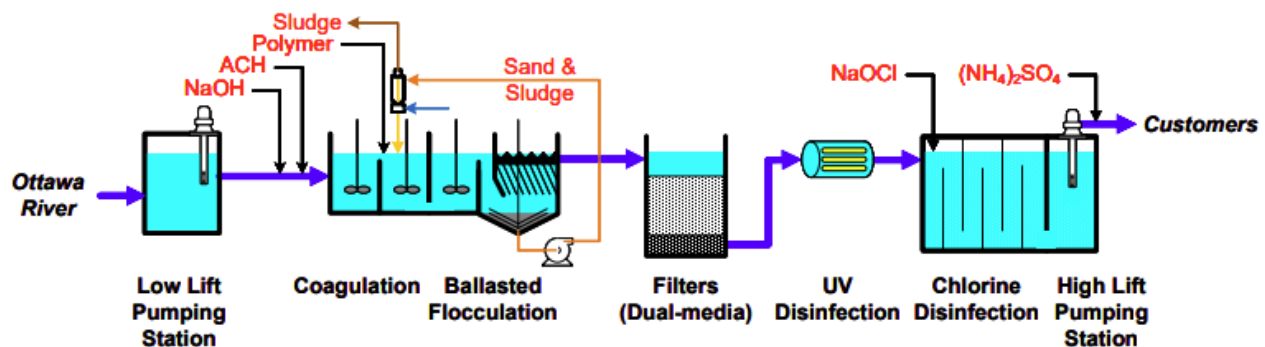 Sludge
Polymer
ACH
NaOH
Sand &
Sludge
NaOCl
(NH₄)₂SO₄
Customers
Ottawa
River
Low Lift
Pumping
Station
Coagulation
Ballasted
Flocculation
Filters
(Dual-media)
UV
Disinfection
Chlorine
Disinfection
High Lift
Pumping
Station